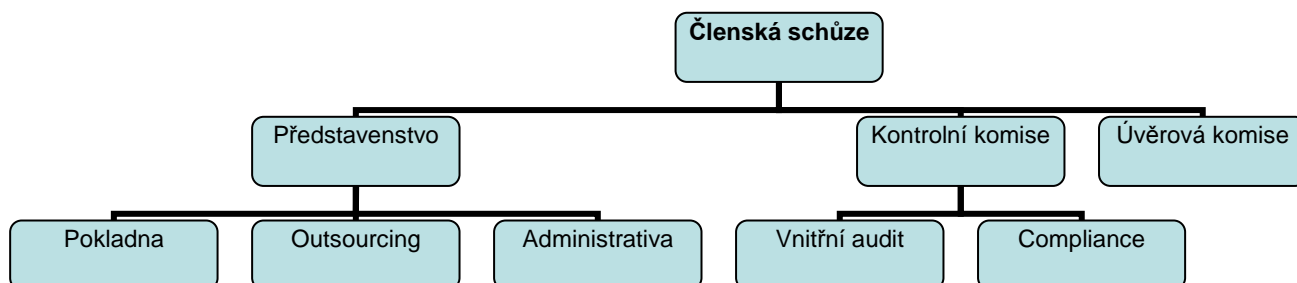 Členská schůze
Představenstvo
Kontrolní komise
Úvěrová komise
Pokladna
Outsourcing
Administrativa
Vnitřní audit
Compliance